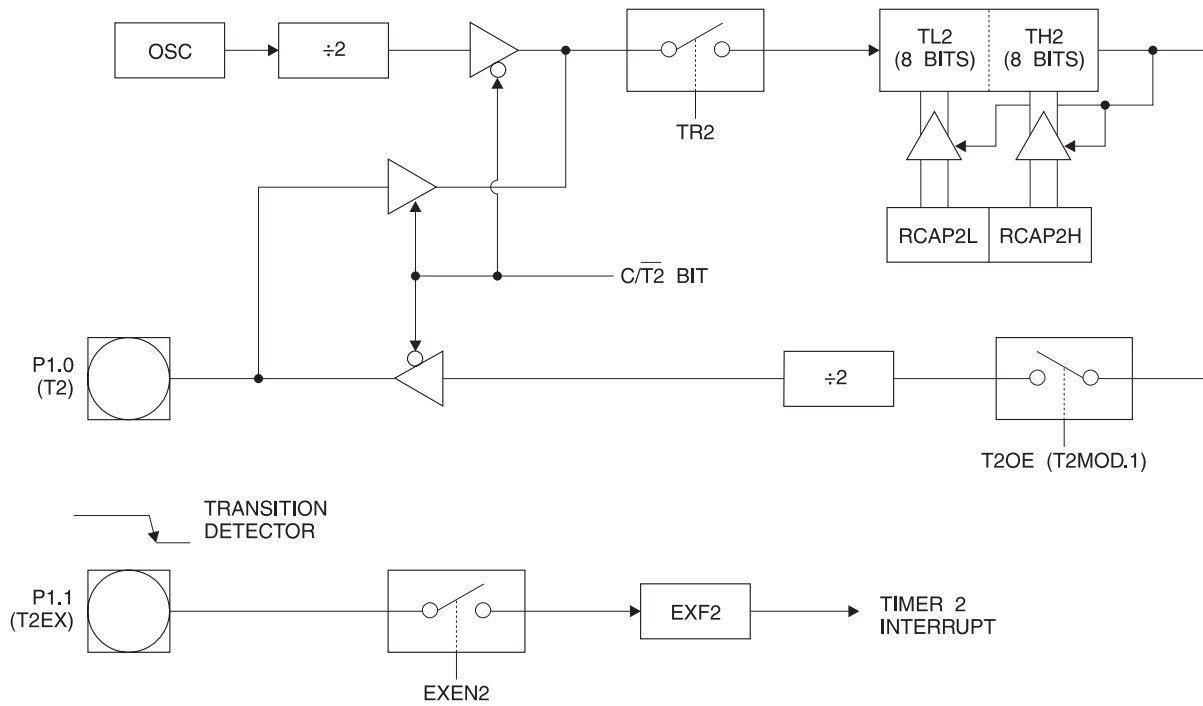 OSC
÷2
TR2
TL2
(8 BITS)
TH2
(8 BITS)
RCAP2L
RCAP2H
C/T2 BIT
P1.0
(T2)
÷2
T2OE (T2MOD.1)
TRANSITION
DETECTOR
P1.1
(T2EX)
EXEN2
EXF2
TIMER 2
INTERRUPT